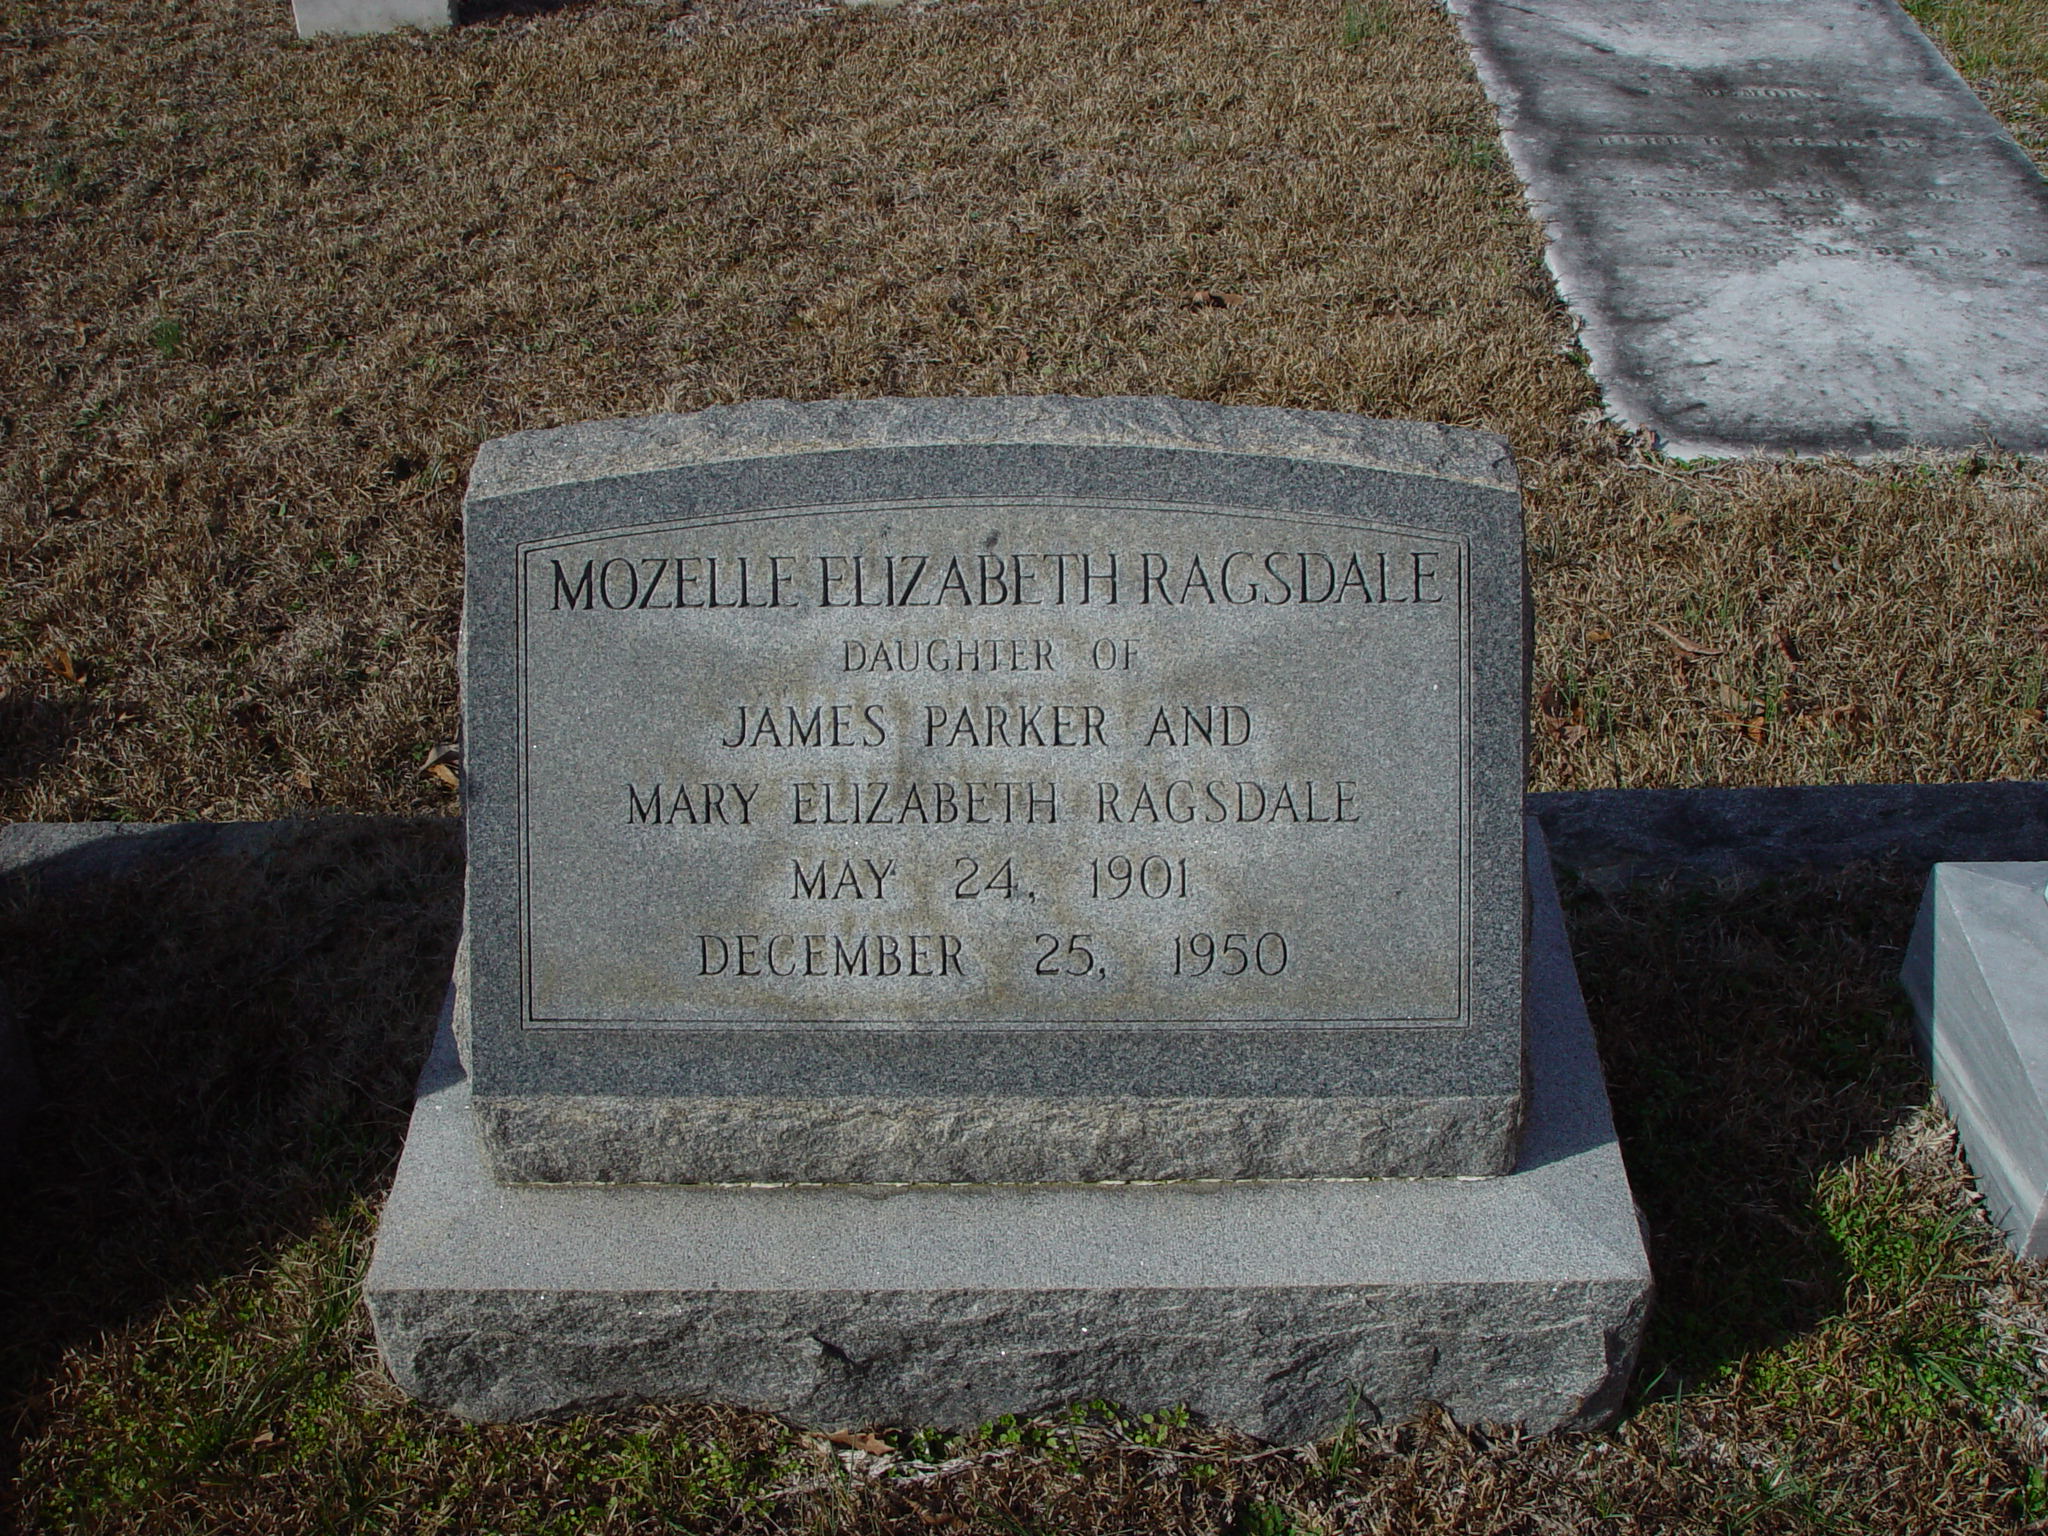 MOZELLE ELIZABETH RAGSDALE
DAUGHTER OF
JAMES PARKER AND
MARY ELIZABETH RAGSDALE
MAY 24, 1901
DECEMBER 25, 1950